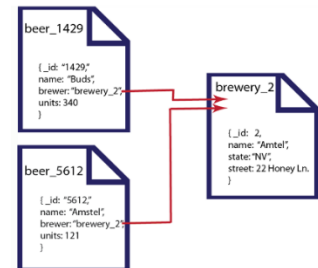 beer_1429
{ _id: "1429,"
name: "Buds",
brewer: "brewery_2",
units: 340
}
beer_5612
{ _id: "5612,"
name: "Amstel",
brewer: "brewery_2",
units: 121
}
brewery_2
{ _id: 2,
name: "Amtel",
state: "NV",
street: 22 Honey Ln.
}